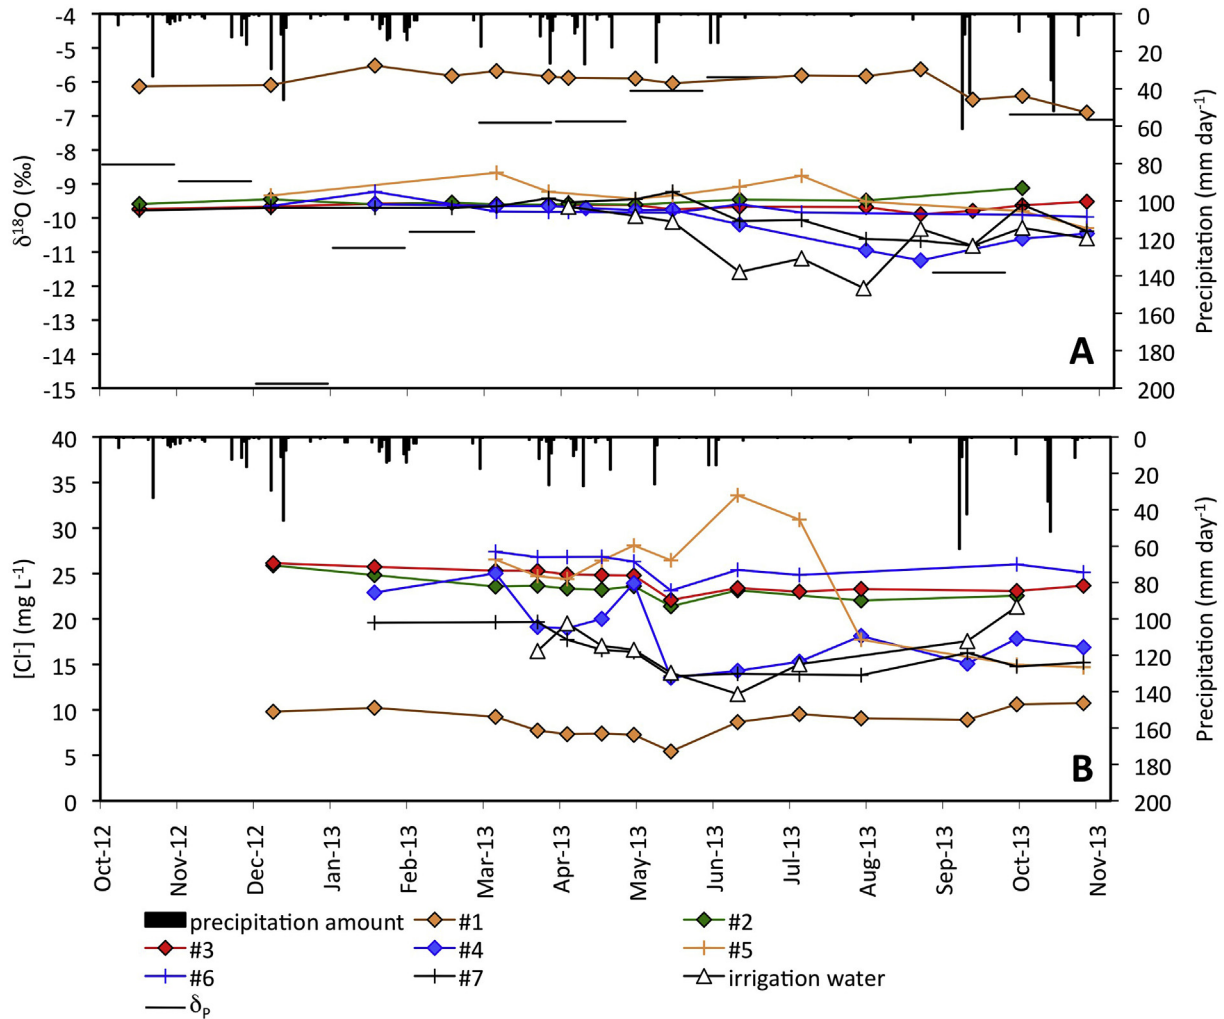 -4
-5
-6
-7
-8
-9
-10
-11
-12
-13
-14
-15
δ¹⁸O (‰)
0
20
40
60
80
100
120
140
160
180
200
Precipitation (mm day⁻¹)
A
40
35
30
25
20
15
10
5
0
[Cl⁻] (mg L⁻¹)
0
20
40
60
80
100
120
140
160
180
200
Precipitation (mm day⁻¹)
B
Oct-12
Nov-12
Dec-12
Jan-13
Feb-13
Mar-13
Apr-13
May-13
Jun-13
Jul-13
Aug-13
Sep-13
Oct-13
Nov-13
precipitation amount #1 #2
#3 #4 #5
#6 #7 irrigation water
δP